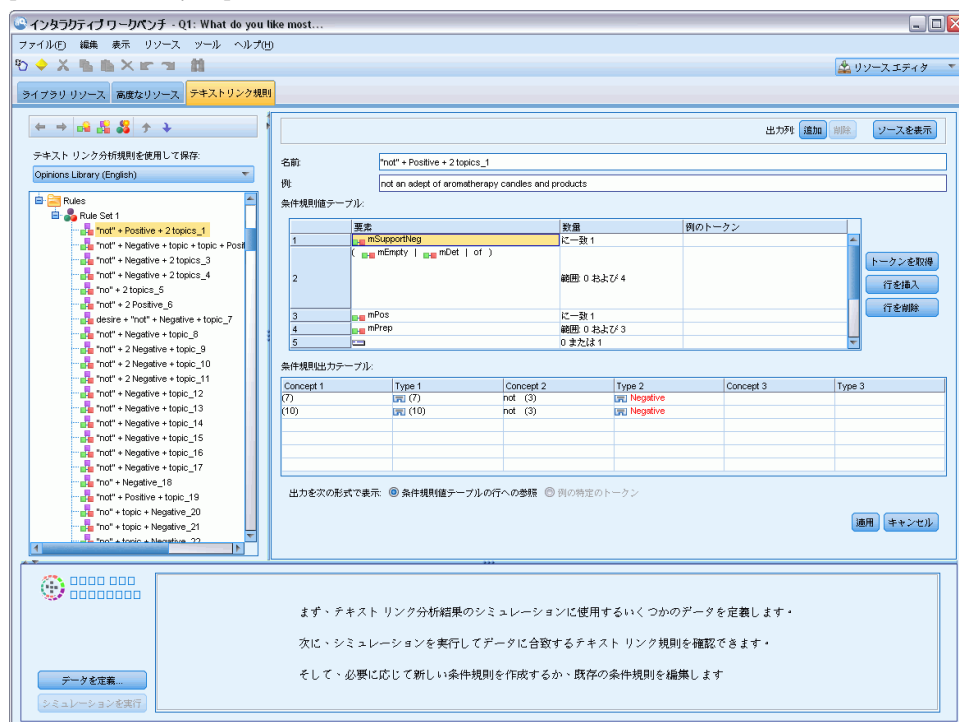 インタラクティブ ワークベンチ - Q1: What do you like most...
ファイル(F) 編集 表示 リソース ツール ヘルプ(H)
リソース エディタ
ライブラリ リソース 高度なリソース テキストリンク規則
テキスト リンク分析規則を使用して保存:
Opinions Library (English)
Rules
Rule Set 1
"not" + Positive + 2 topics_1
"not" + Negative + topic + topic + Posit
"not" + Negative + 2 topics_3
"not" + Negative + 2 topics_4
"no" + 2 topics_5
"not" + 2 Positive_6
desire + "not" + Negative + topic_7
"not" + Negative + topic_8
"not" + 2 Negative + topic_9
"not" + 2 Negative + topic_10
"not" + 2 Negative + topic_11
"not" + Negative + topic_12
"not" + Negative + topic_13
"not" + Negative + topic_14
"not" + Negative + topic_15
"not" + Negative + topic_16
"not" + Negative + topic_17
"no" + Negative_18
"not" + Positive + topic_19
"no" + topic + Negative_20
"no" + topic + Negative_21
"no" + topic + Negative_22
出力列: 追加 削除 ソースを表示
名前: "not" + Positive + 2 topics_1
例: not an adept of aromatherapy candles and products
条件規則値テーブル:
要素 数量 例のトークン
1 mSupportNeg に一致 1
2 ( mEmpty | mDet | of ) 範囲: 0 および 4
3 mPos に一致 1
4 mPrep 範囲: 0 および 3
5 0 または 1
トークンを取得
行を挿入
行を削除
条件規則出力テーブル:
Concept 1 Type 1 Concept 2 Type 2 Concept 3 Type 3
(7) (7) not (3) Negative
(10) (10) not (3) Negative
出力を次の形式で表示: 条件規則値テーブルの行への参照 例の特定のトークン
適用 キャンセル
データを定義...
シミュレーションを実行
まず、テキスト リンク分析結果のシミュレーションに使用するいくつかのデータを定義します。
次に、シミュレーションを実行してデータに合致するテキスト リンク規則を確認できます。
そして、必要に応じて新しい条件規則を作成するか、既存の条件規則を編集します